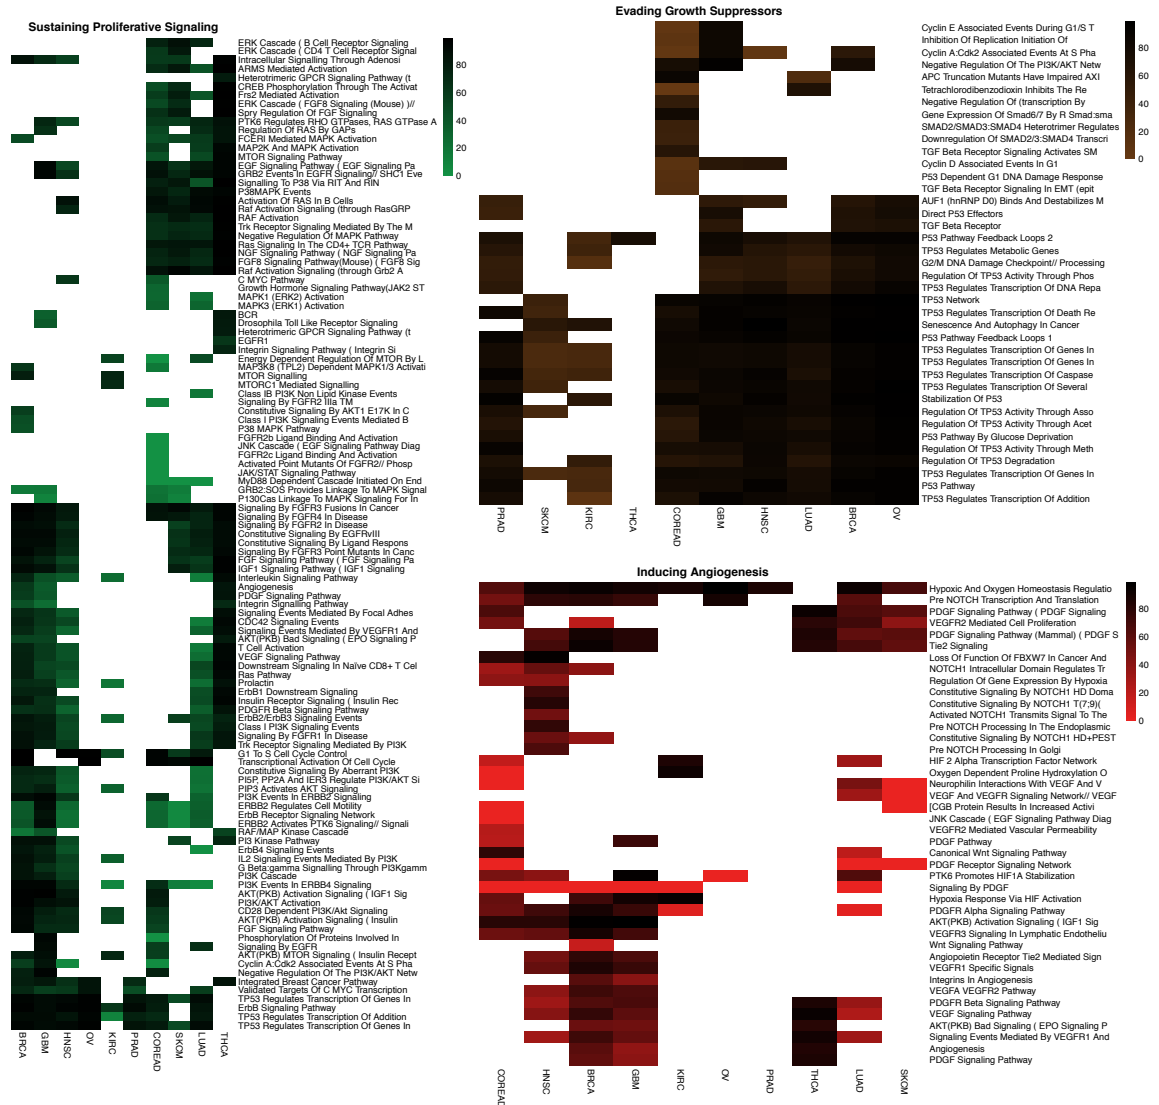 Sustaining Proliferative Signaling
ERK Cascade ( B Cell Receptor Signaling
ERK Cascade ( CD4 T Cell Receptor Signal
Intracellular Signalling Through Adenosi
ARMS Mediated Activation
Heterotrimeric GPCR Signaling Pathway (t
CREB Phosphorylation Through The Activat
Frs2 Mediated Activation
ERK Cascade ( FGF8 Signaling (Mouse) )//
Spry Regulation Of FGF Signaling
PTK6 Regulates RHO GTPases, RAS GTPase A
Regulation Of RAS By GAPs
FCERI Mediated MAPK Activation
MAP2K And MAPK Activation
MTOR Signaling Pathway
EGF Signaling Pathway ( EGF Signaling Pa
GRB2 Events In EGFR Signaling// SHC1 Eve
Signalling To P38 Via RIT And RIN
P38MAPK Events
Activation Of RAS In B Cells
Raf Activation Signaling (through RasGRP
RAF Activation
Trk Receptor Signaling Mediated By The M
Negative Regulation Of MAPK Pathway
Ras Signaling In The CD4+ TCR Pathway
NGF Signaling Pathway ( NGF Signaling Pa
FGF8 Signaling Pathway(Mouse) ( FGF8 Sig
Raf Activation Signaling (through Grb2 A
C MYC Pathway
Growth Hormone Signaling Pathway(JAK2 ST
MAPK1 (ERK2) Activation
MAPK3 (ERK1) Activation
BCR
Drosophila Toll Like Receptor Signaling
Heterotrimeric GPCR Signaling Pathway (t
EGFR1
Integrin Signaling Pathway ( Integrin Si
Energy Dependent Regulation Of MTOR By L
MAP3K8 (TPL2) Dependent MAPK1/3 Activati
MTOR Signalling
MTORC1 Mediated Signalling
Class IB PI3K Non Lipid Kinase Events
Signaling By FGFR2 IIIa TM
Constitutive Signaling By AKT1 E17K In C
Class I PI3K Signaling Events Mediated B
P38 MAPK Pathway
FGFR2b Ligand Binding And Activation
JNK Cascade ( EGF Signaling Pathway Diag
FGFR2c Ligand Binding And Activation
Activated Point Mutants Of FGFR2// Phosp
JAK/STAT Signaling Pathway
MyD88 Dependent Cascade Initiated On End
GRB2:SOS Provides Linkage To MAPK Signal
P130Cas Linkage To MAPK Signaling For In
Signaling By FGFR3 Fusions In Cancer
Signaling By FGFR4 In Disease
Signaling By FGFR2 In Disease
Constitutive Signaling By EGFRvIII
Constitutive Signaling By Ligand Respons
Signaling By FGFR3 Point Mutants In Canc
FGF Signaling Pathway ( FGF Signaling Pa
IGF1 Signaling Pathway ( IGF1 Signaling
Interleukin Signaling Pathway
Angiogenesis
PDGF Signaling Pathway
Integrin Signalling Pathway
Signaling Events Mediated By Focal Adhes
CDC42 Signaling Events
Signaling Events Mediated By VEGFR1 And
AKT(PKB) Bad Signaling ( EPO Signaling P
T Cell Activation
VEGF Signaling Pathway
Downstream Signaling In Naïve CD8+ T Cel
Ras Pathway
Prolactin
ErbB1 Downstream Signaling
Insulin Receptor Signaling ( Insulin Rec
PDGFR Beta Signaling Pathway
ErbB2/ErbB3 Signaling Events
Class I PI3K Signaling Events
Signaling By FGFR1 In Disease
Trk Receptor Signaling Mediated By PI3K
G1 To S Cell Cycle Control
Transcriptional Activation Of Cell Cycle
Constitutive Signaling By Aberrant PI3K
PI5P, PP2A And IER3 Regulate PI3K/AKT Si
PIP3 Activates AKT Signaling
PI3K Events In ERBB2 Signaling
ERBB2 Regulates Cell Motility
ErbB Receptor Signaling Network
ERBB2 Activates PTK6 Signaling// Signali
RAF/MAP Kinase Cascade
PI3 Kinase Pathway
ErbB4 Signaling Events
IL2 Signaling Events Mediated By PI3K
G Beta:gamma Signalling Through PI3Kgamm
PI3K Cascade
PI3K Events In ERBB4 Signaling
AKT(PKB) Activation Signaling ( IGF1 Sig
PI3K/AKT Activation
CD28 Dependent PI3K/Akt Signaling
AKT(PKB) Activation Signaling ( Insulin
FGF Signaling Pathway
Phosphorylation Of Proteins Involved In
Signaling By EGFR
AKT(PKB) MTOR Signaling ( Insulin Recept
Cyclin A:Cdk2 Associated Events At S Pha
Negative Regulation Of The PI3K/AKT Netw
Integrated Breast Cancer Pathway
Validated Targets Of C MYC Transcription
TP53 Regulates Transcription Of Genes In
ErbB Signaling Pathway
TP53 Regulates Transcription Of Addition
TP53 Regulates Transcription Of Genes In
BRCA
GBM
HNSC
OV
KIRC
PRAD
COREAD
SKCM
LUAD
THCA
80
60
40
20
0
Evading Growth Suppressors
Cyclin E Associated Events During G1/S T
Inhibition Of Replication Initiation Of
Cyclin A:Cdk2 Associated Events At S Pha
Negative Regulation Of The PI3K/AKT Netw
APC Truncation Mutants Have Impaired AXI
Tetrachlorodibenzodioxin Inhibits The Re
Negative Regulation Of (transcription By
Gene Expression Of Smad6/7 By R Smad:sma
SMAD2/SMAD3:SMAD4 Heterotrimer Regulates
Downregulation Of SMAD2/3:SMAD4 Transcri
TGF Beta Receptor Signaling Activates SM
Cyclin D Associated Events In G1
P53 Dependent G1 DNA Damage Response
TGF Beta Receptor Signaling In EMT (epit
AUF1 (hnRNP D0) Binds And Destabilizes M
Direct P53 Effectors
TGF Beta Receptor
P53 Pathway Feedback Loops 2
TP53 Regulates Metabolic Genes
G2/M DNA Damage Checkpoint// Processing
Regulation Of TP53 Activity Through Phos
TP53 Regulates Transcription Of DNA Repa
TP53 Network
TP53 Regulates Transcription Of Death Re
Senescence And Autophagy In Cancer
P53 Pathway Feedback Loops 1
TP53 Regulates Transcription Of Genes In
TP53 Regulates Transcription Of Genes In
TP53 Regulates Transcription Of Caspase
TP53 Regulates Transcription Of Several
Stabilization Of P53
Regulation Of TP53 Activity Through Asso
Regulation Of TP53 Activity Through Acet
P53 Pathway By Glucose Deprivation
Regulation Of TP53 Activity Through Meth
Regulation Of TP53 Degradation
TP53 Regulates Transcription Of Genes In
P53 Pathway
TP53 Regulates Transcription Of Addition
PRAD
SKCM
KIRC
THCA
COREAD
GBM
HNSC
LUAD
BRCA
OV
80
60
40
20
0
Inducing Angiogenesis
Hypoxic And Oxygen Homeostasis Regulatio
Pre NOTCH Transcription And Translation
PDGF Signaling Pathway ( PDGF Signaling
VEGFR2 Mediated Cell Proliferation
PDGF Signaling Pathway (Mammal) ( PDGF S
Tie2 Signaling
Loss Of Function Of FBXW7 In Cancer And
NOTCH1 Intracellular Domain Regulates Tr
Regulation Of Gene Expression By Hypoxia
Constitutive Signaling By NOTCH1 HD Doma
Constitutive Signaling By NOTCH1 T(7;9)(
Activated NOTCH1 Transmits Signal To The
Pre NOTCH Processing In The Endoplasmic
Constitutive Signaling By NOTCH1 HD+PEST
Pre NOTCH Processing In Golgi
HIF 2 Alpha Transcription Factor Network
Oxygen Dependent Proline Hydroxylation O
Neurophilin Interactions With VEGF And V
VEGF And VEGFR Signaling Network// VEGF
[CGB Protein Results In Increased Activi
JNK Cascade ( EGF Signaling Pathway Diag
VEGFR2 Mediated Vascular Permeability
PDGF Pathway
Canonical Wnt Signaling Pathway
PDGF Receptor Signaling Network
PTK6 Promotes HIF1A Stabilization
Signaling By PDGF
Hypoxia Response Via HIF Activation
PDGFR Alpha Signaling Pathway
AKT(PKB) Activation Signaling ( IGF1 Sig
VEGFR3 Signaling In Lymphatic Endotheliu
Wnt Signaling Pathway
Angiopoietin Receptor Tie2 Mediated Sign
VEGFR1 Specific Signals
Integrins In Angiogenesis
VEGFA VEGFR2 Pathway
PDGFR Beta Signaling Pathway
VEGF Signaling Pathway
AKT(PKB) Bad Signaling ( EPO Signaling P
Signaling Events Mediated By VEGFR1 And
Angiogenesis
PDGF Signaling Pathway
COREAD
HNSC
BRCA
GBM
KIRC
OV
PRAD
THCA
LUAD
SKCM
80
60
40
20
0